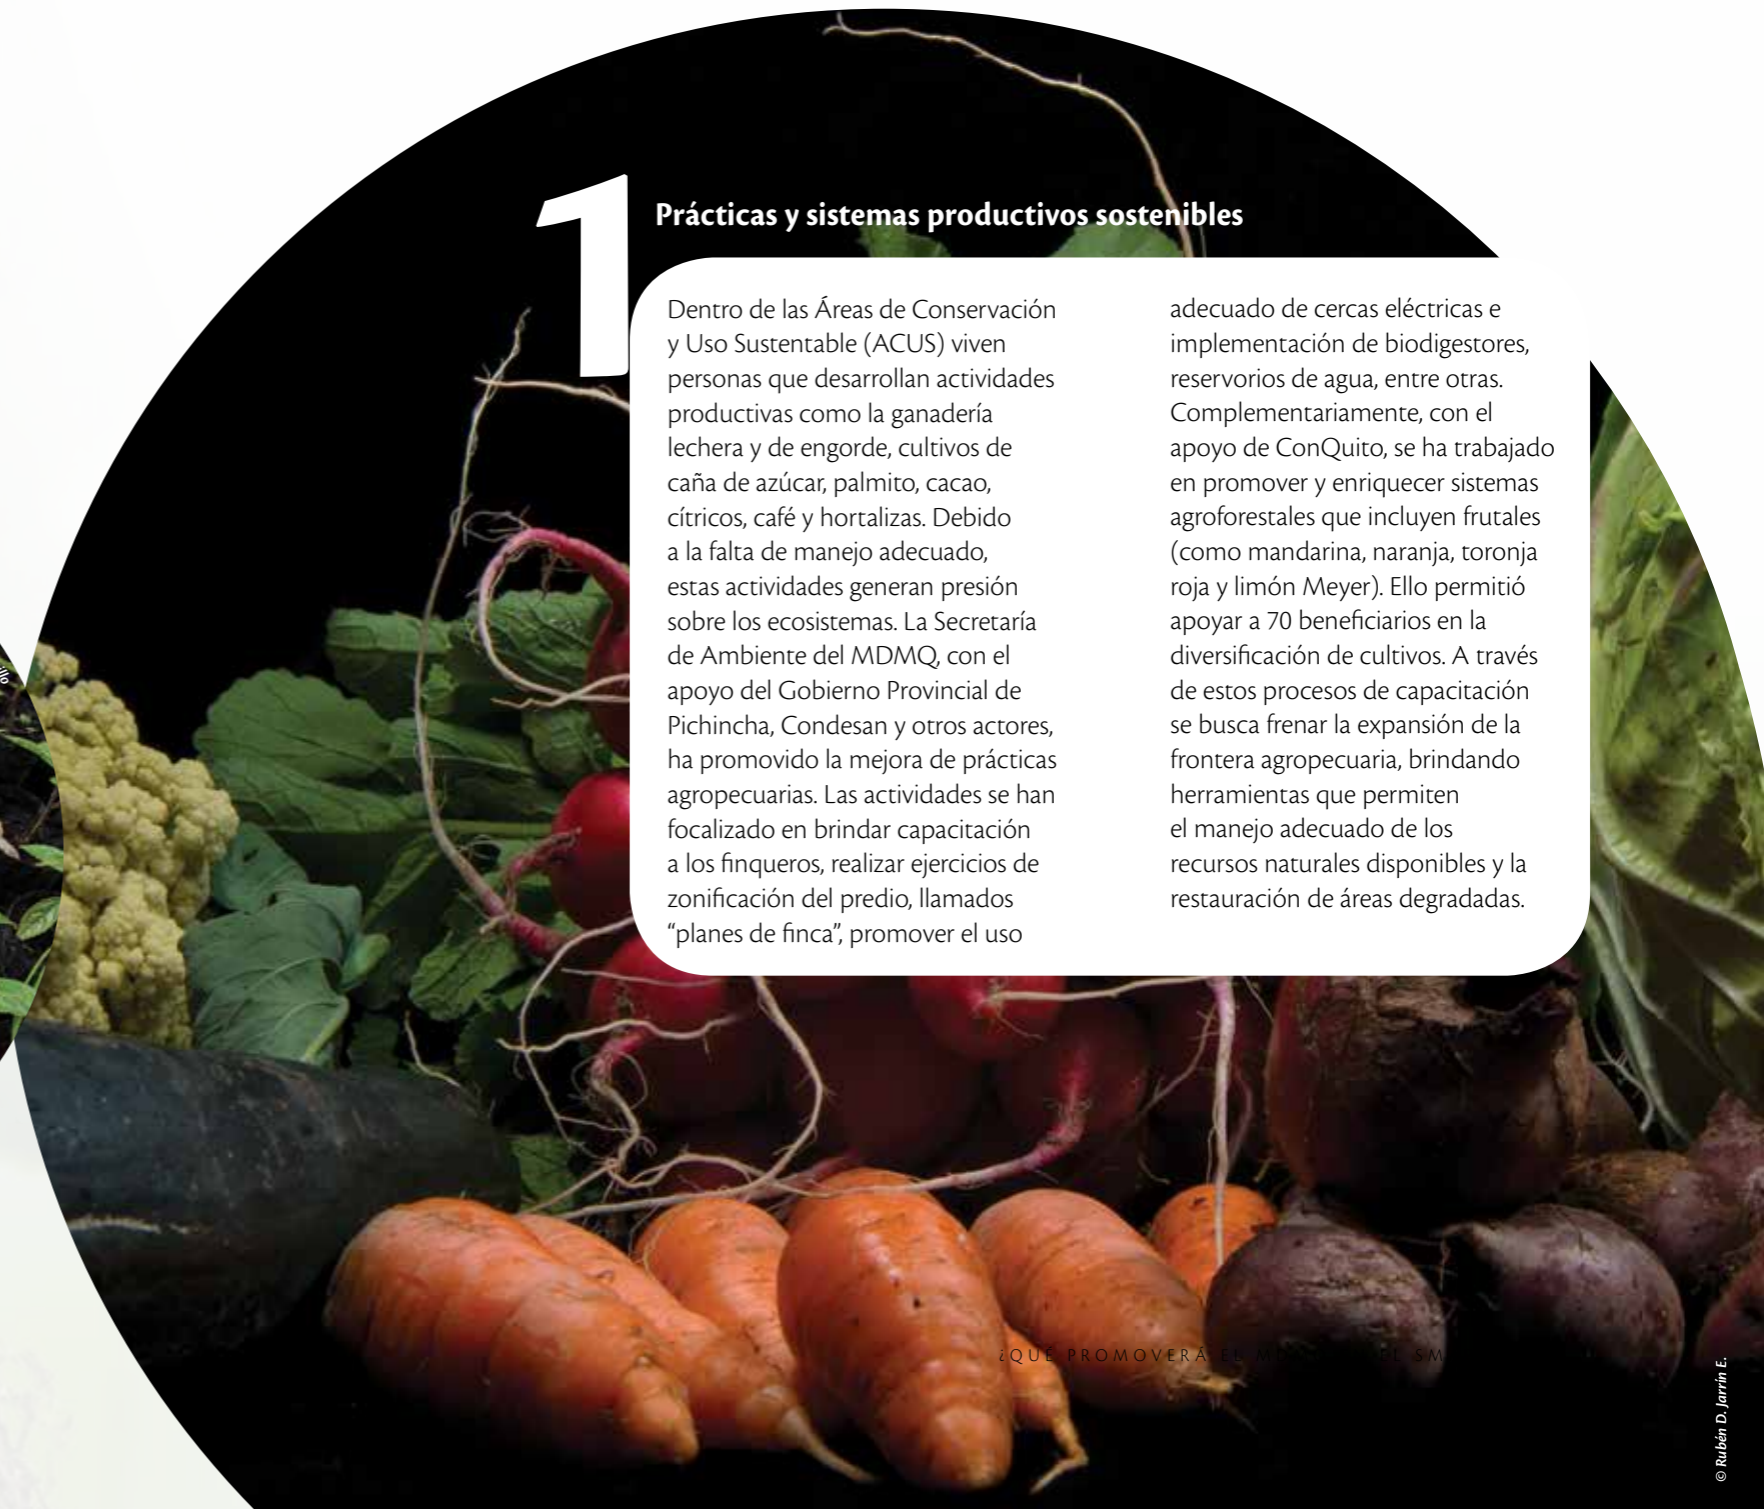 1
Prácticas y sistemas productivos sostenibles
Dentro de las Áreas de Conservación
y Uso Sustentable (ACUS) viven
personas que desarrollan actividades
productivas como la ganadería
lechera y de engorde, cultivos de
caña de azúcar, palmito, cacao,
cítricos, café y hortalizas. Debido
a la falta de manejo adecuado,
estas actividades generan presión
sobre los ecosistemas. La Secretaría
de Ambiente del MDMQ, con el
apoyo del Gobierno Provincial de
Pichincha, Condesan y otros actores,
ha promovido la mejora de prácticas
agropecuarias. Las actividades se han
focalizado en brindar capacitación
a los finqueros, realizar ejercicios de
zonificación del predio, llamados
“planes de finca”, promover el uso
adecuado de cercas eléctricas e
implementación de biodigestores,
reservorios de agua, entre otras.
Complementariamente, con el
apoyo de ConQuito, se ha trabajado
en promover y enriquecer sistemas
agroforestales que incluyen frutales
(como mandarina, naranja, toronja
roja y limón Meyer). Ello permitió
apoyar a 70 beneficiarios en la
diversificación de cultivos. A través
de estos procesos de capacitación
se busca frenar la expansión de la
frontera agropecuaria, brindando
herramientas que permiten
el manejo adecuado de los
recursos naturales disponibles y la
restauración de áreas degradadas.
¿QUÉ PROMOVERÁ
© Rubén D. Jarrín E.